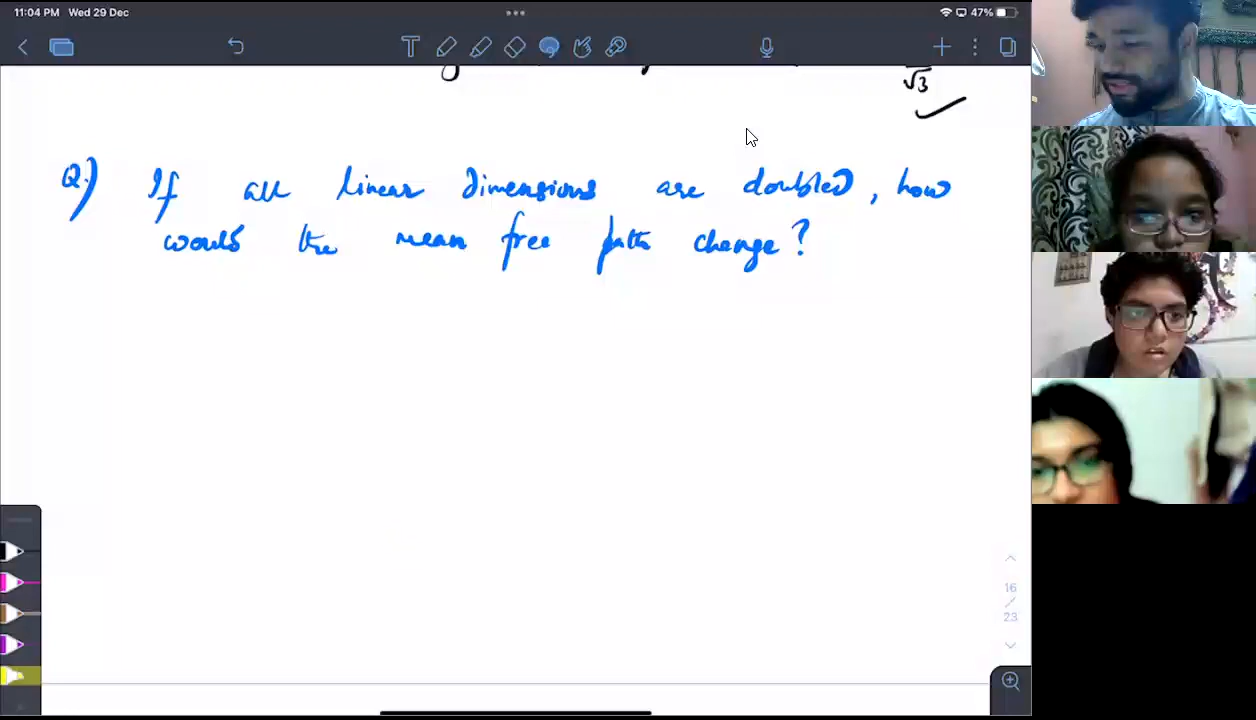 11:04 PM Wed 29 Dec
47%
√3
Q.) If all linear dimensions are doubled, how
would the mean free path change?
16
/
23